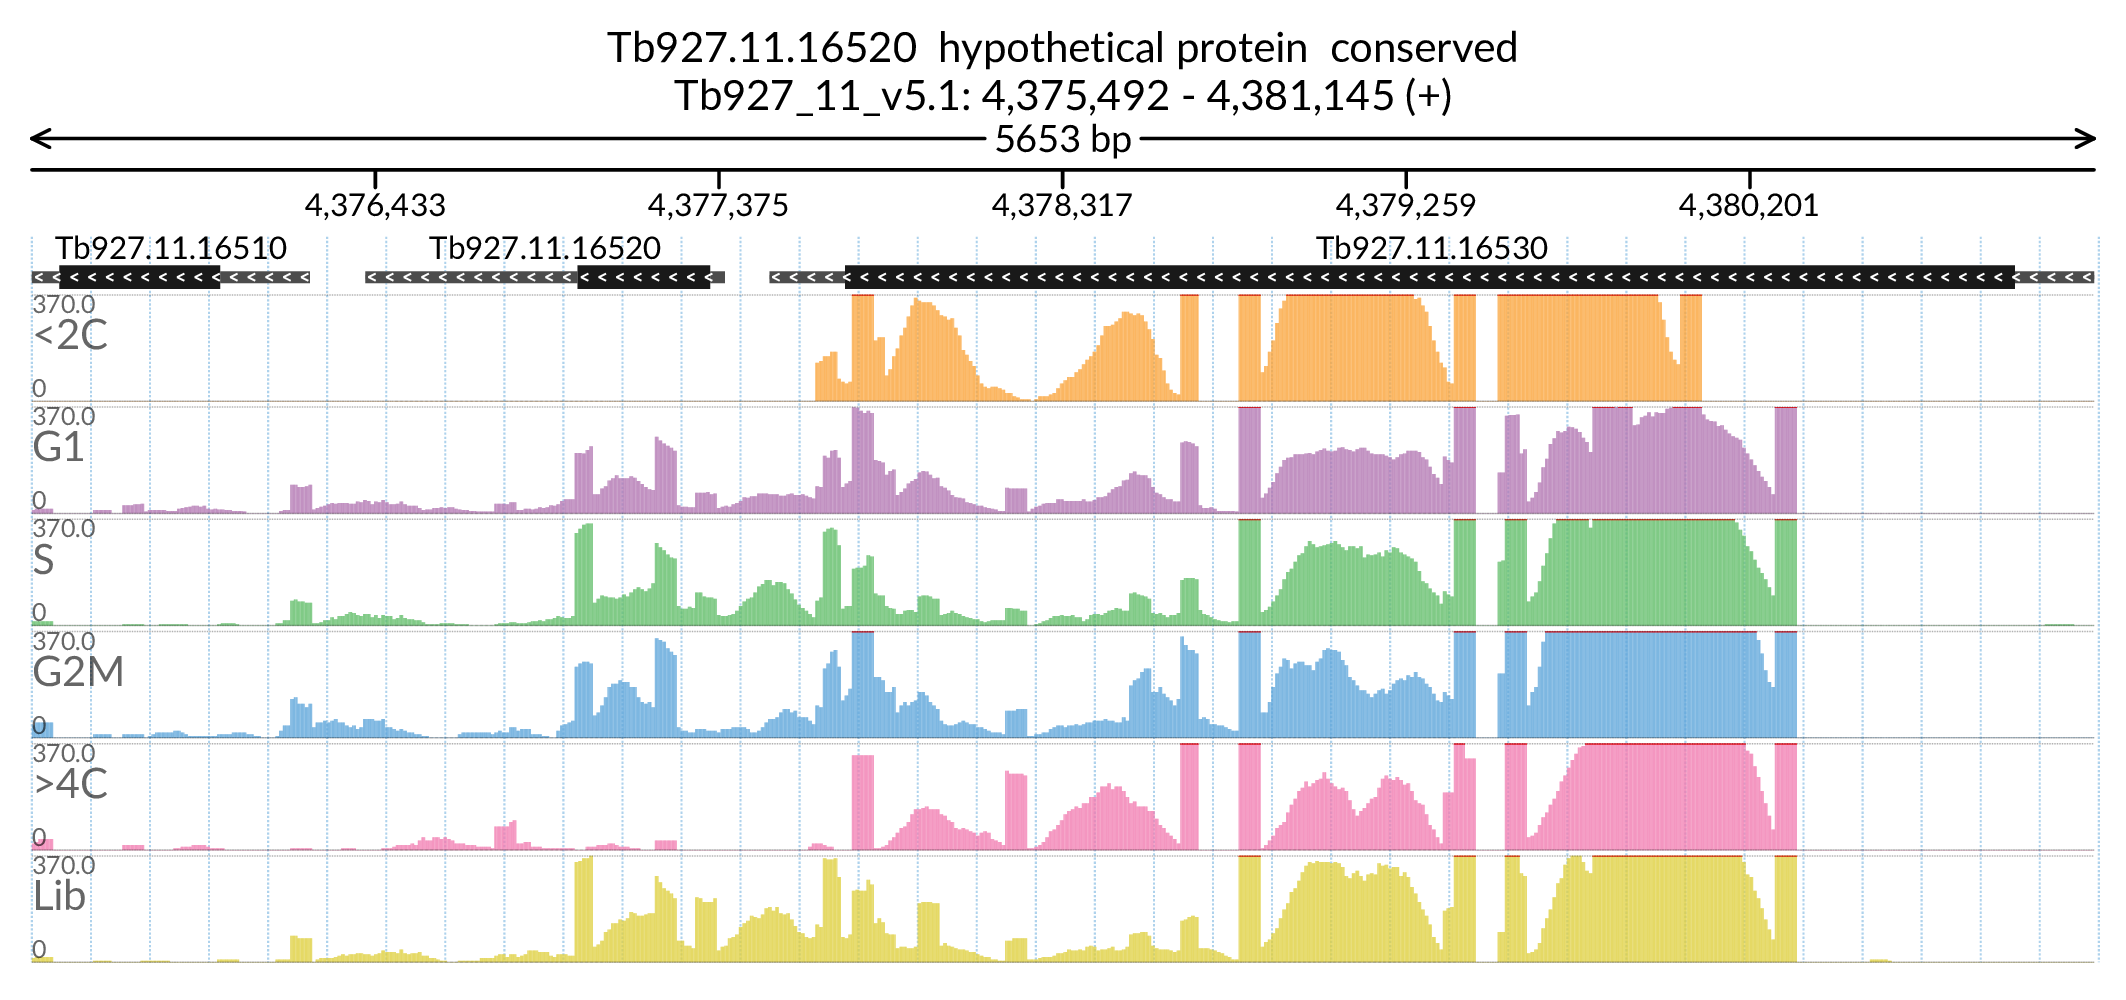 Tb927.11.16520 hypothetical protein conserved
Tb927_11_v5.1: 4,375,492 - 4,381,145 (+)
5653 bp
4,376,433 4,377,375 4,378,317 4,379,259 4,380,201
Tb927.11.16510 Tb927.11.16520 Tb927.11.16530
370.0
<2C
0
370.0
G1
0
370.0
S
0
370.0
G2M
0
370.0
>4C
0
370.0
Lib
0